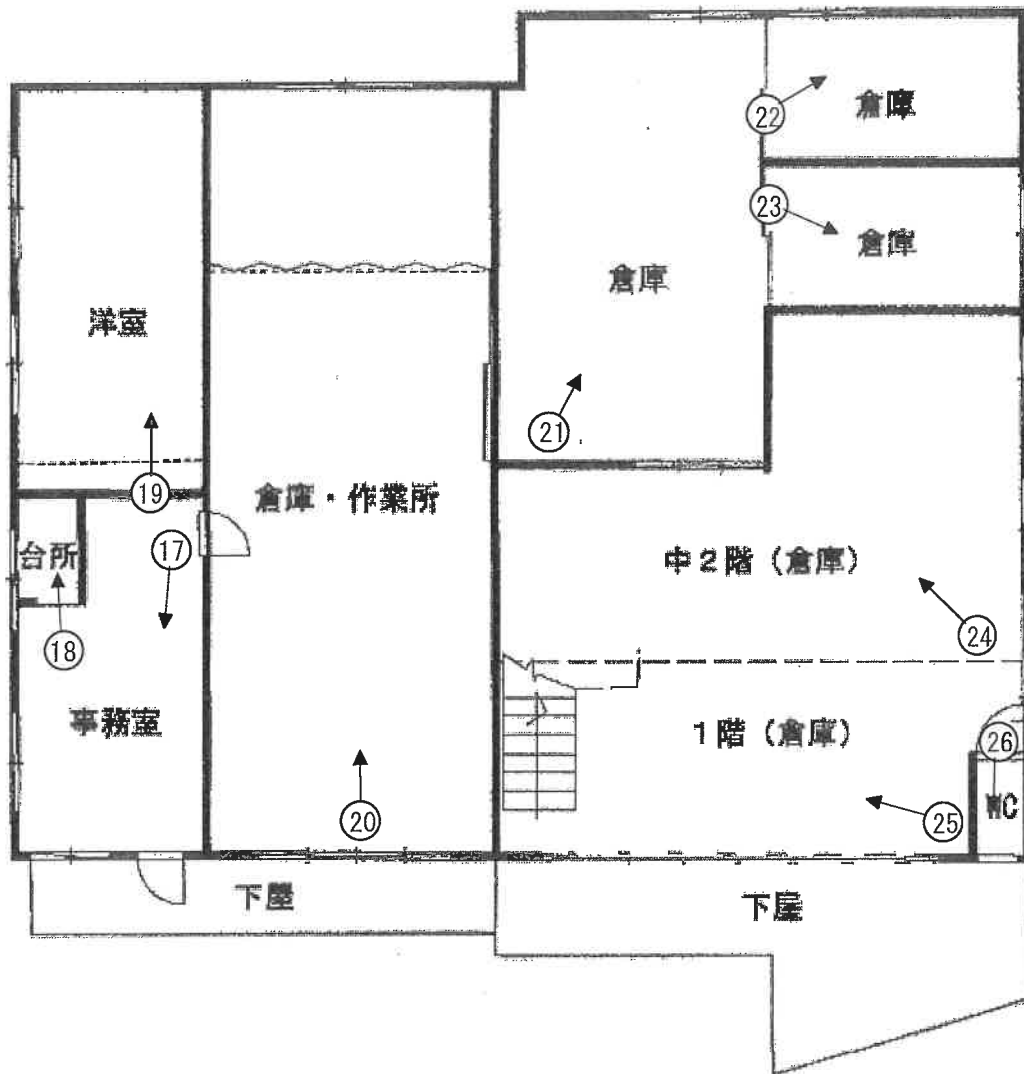 ㉒
倉庫
㉓
倉庫
倉庫
洋室
㉑
⑲
倉庫・作業所
台所
⑰
中２階（倉庫）
⑱
㉔
事務室
１階（倉庫）
㉖
⑳
㉕
WC
下屋
下屋